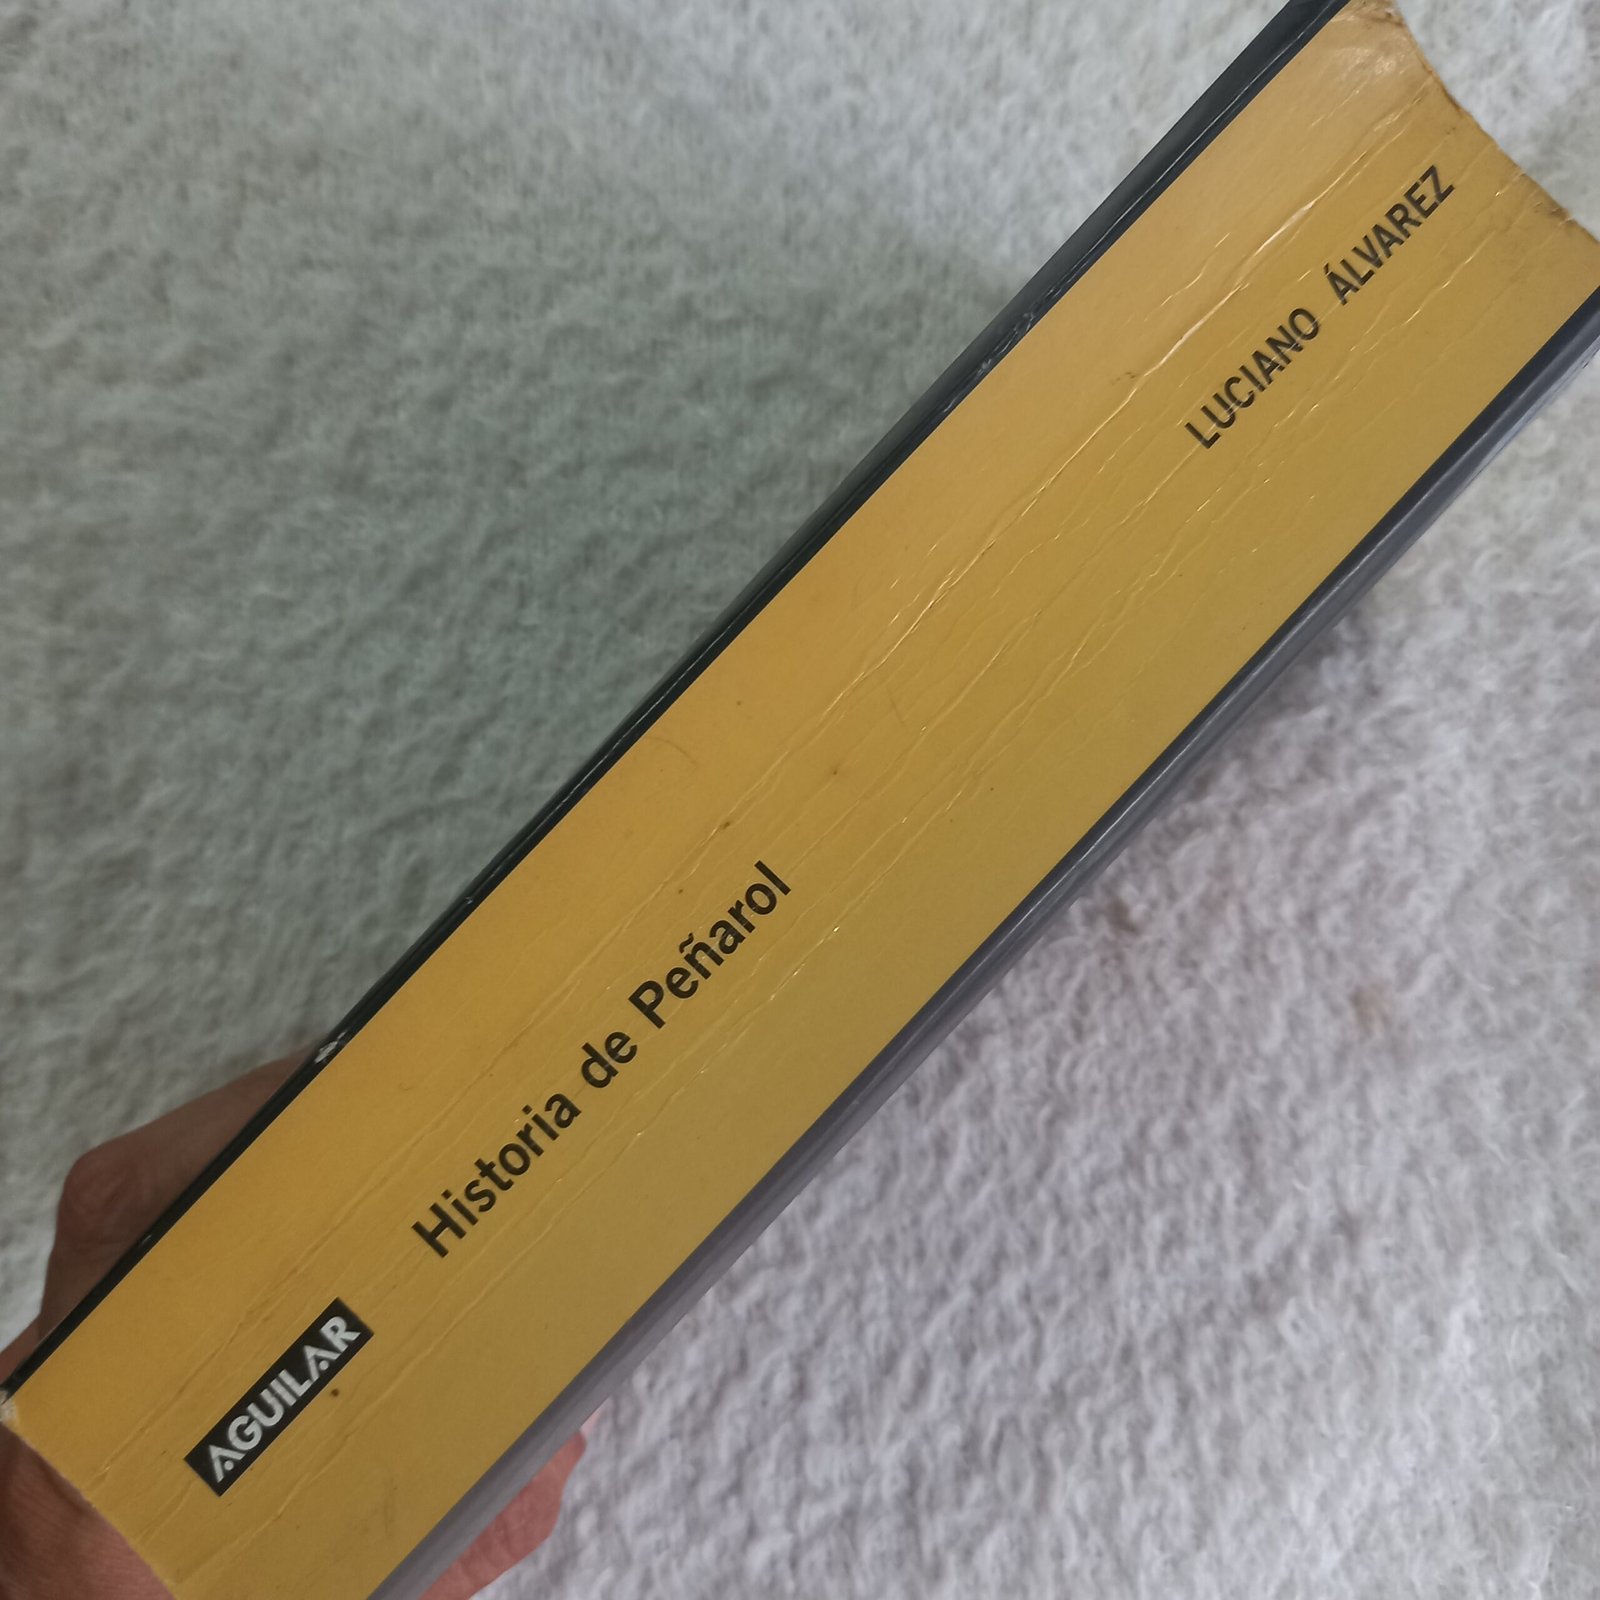 AGUILAR
Historia de Peñarol
LUCIANO ÁLVAREZ